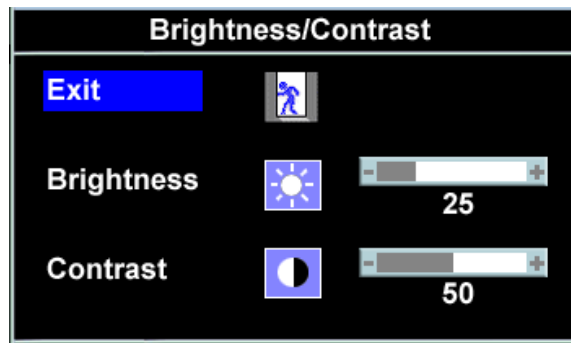 Brightness/Contrast
Exit
Brightness
- +
25
Contrast
- +
50